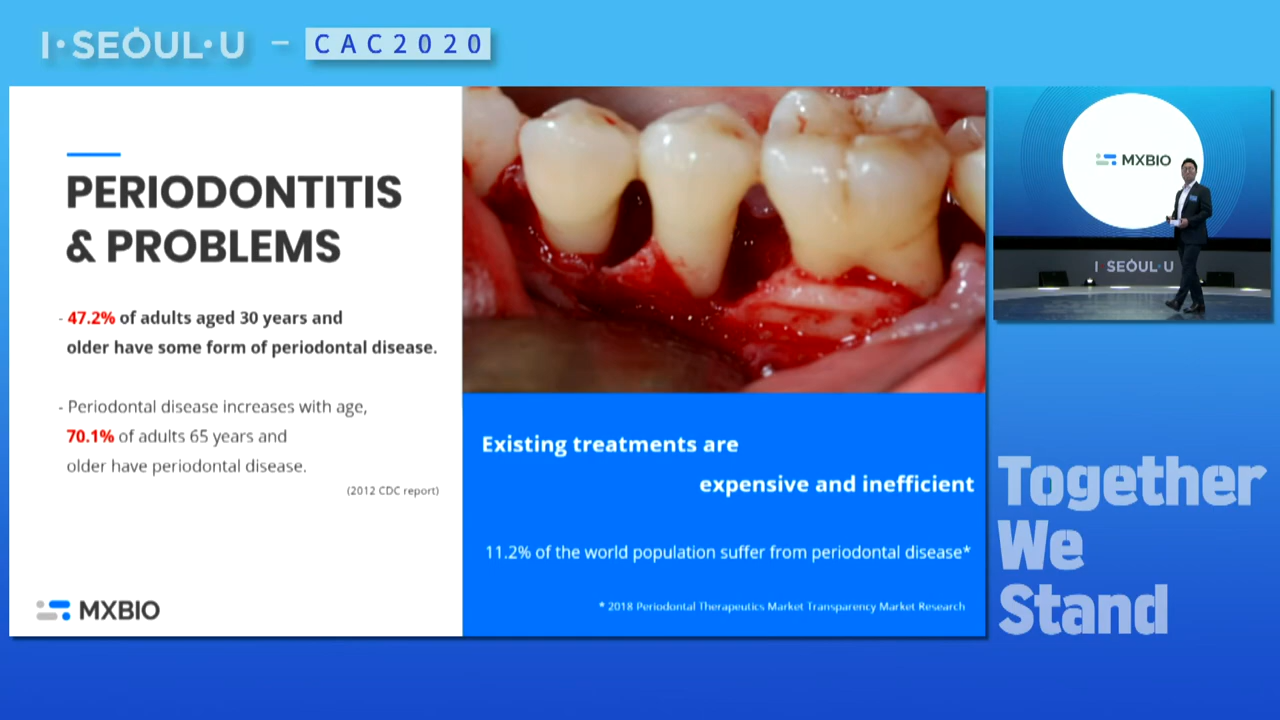 I·SEOUL·U – CAC2020
PERIODONTITIS
& PROBLEMS
- 47.2% of adults aged 30 years and
older have some form of periodontal disease.
- Periodontal disease increases with age,
70.1% of adults 65 years and
older have periodontal disease.
(2012 CDC report)
MXBIO
Existing treatments are
expensive and inefficient
11.2% of the world population suffer from periodontal disease*
* 2018 Periodontal Therapeutics Market Transparency Market Research
MXBIO
I SEOUL U
Together
We
Stand